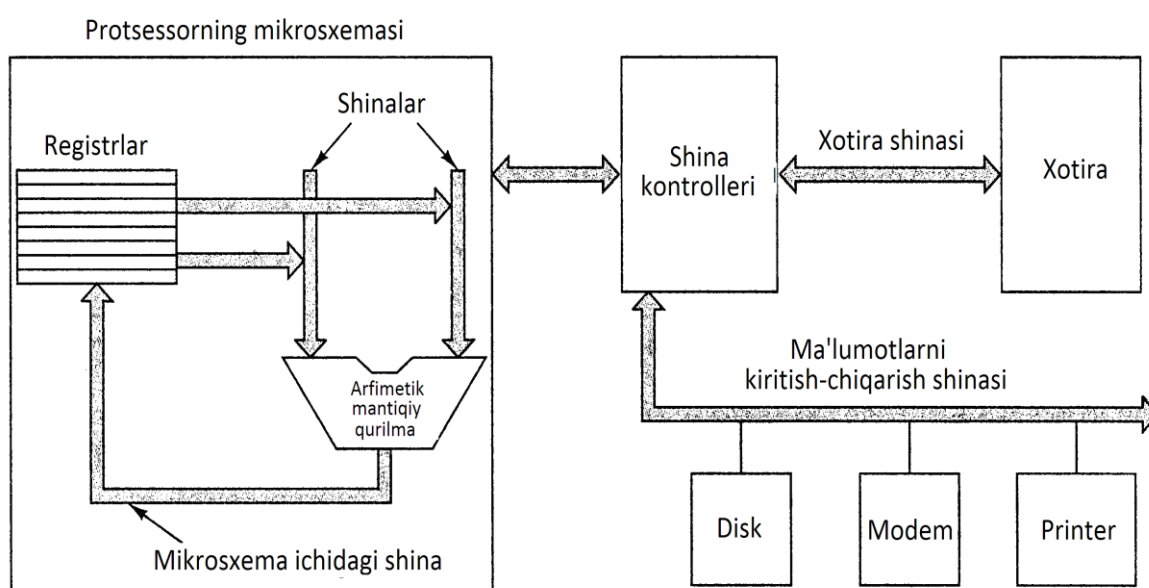 Protsessorning mikrosxemasi
Shinalar
Registrlar
Arfimetik
mantiqiy
qurilma
Mikrosxema ichidagi shina
Shina
kontrolleri
Xotira shinasi
Xotira
Ma'lumotlarni
kiritish-chiqarish shinasi
Disk
Modem
Printer